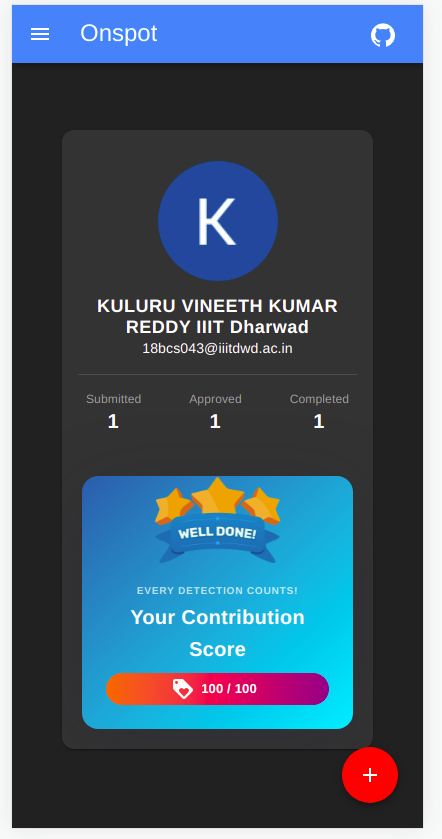 Onspot
K
KULURU VINEETH KUMAR
REDDY IIIT Dharwad
18bcs043@iiitdwd.ac.in
Submitted Approved Completed
1 1 1
WELL DONE!
EVERY DETECTION COUNTS!
Your Contribution
Score
100 / 100
+